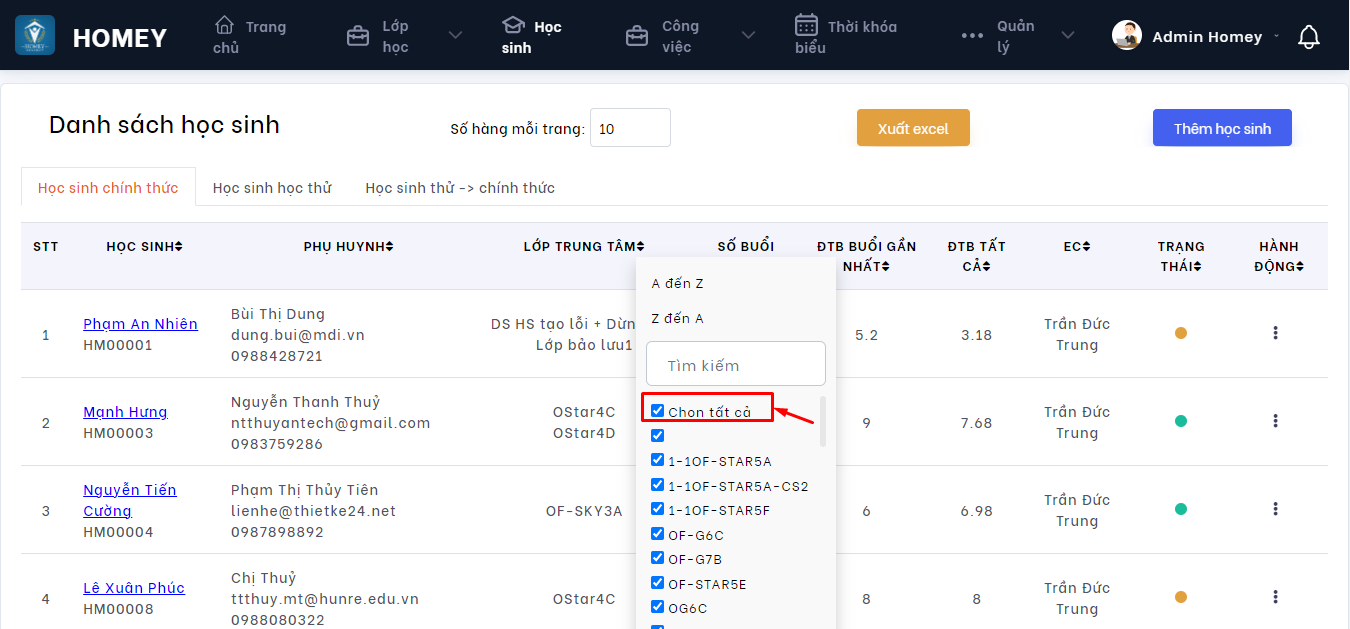 HOMEY
Trang
chủ
Lớp
học
Học
sinh
Công
việc
Thời khóa
biểu
Quản
lý
Admin Homey
Danh sách học sinh
Số hàng mỗi trang: 10
Xuất excel
Thêm học sinh
Học sinh chính thức
Học sinh học thử
Học sinh thử -> chính thức
STT
HỌC SINH
PHỤ HUYNH
LỚP TRUNG TÂM
SỐ BUỔI
ĐTB BUỔI GẦN
NHẤT
ĐTB TẤT
CẢ
EC
TRẠNG
THÁI
HÀNH
ĐỘNG
1
Phạm An Nhiên
HM00001
Bùi Thị Dung
dung.bui@mdi.vn
0988428721
DS HS tạo lỗi + Dừn
Lớp bảo lưu1
5.2
3.18
Trần Đức
Trung
2
Mạnh Hưng
HM00003
Nguyễn Thanh Thuỷ
ntthuyantech@gmail.com
0983759286
OStar4C
OStar4D
9
7.68
Trần Đức
Trung
3
Nguyễn Tiến
Cường
HM00004
Phạm Thị Thủy Tiên
lienhe@thietke24.net
0987898892
OF-SKY3A
6
6.98
Trần Đức
Trung
4
Lê Xuân Phúc
HM00008
Chị Thuỷ
ttthuy.mt@hunre.edu.vn
0988080322
OStar4C
8
8
Trần Đức
Trung
A đến Z
Z đến A
Tìm kiếm
Chọn tất cả
1-1OF-STAR5A
1-1OF-STAR5A-CS2
1-1OF-STAR5F
OF-G6C
OF-G7B
OF-STAR5E
OG6C